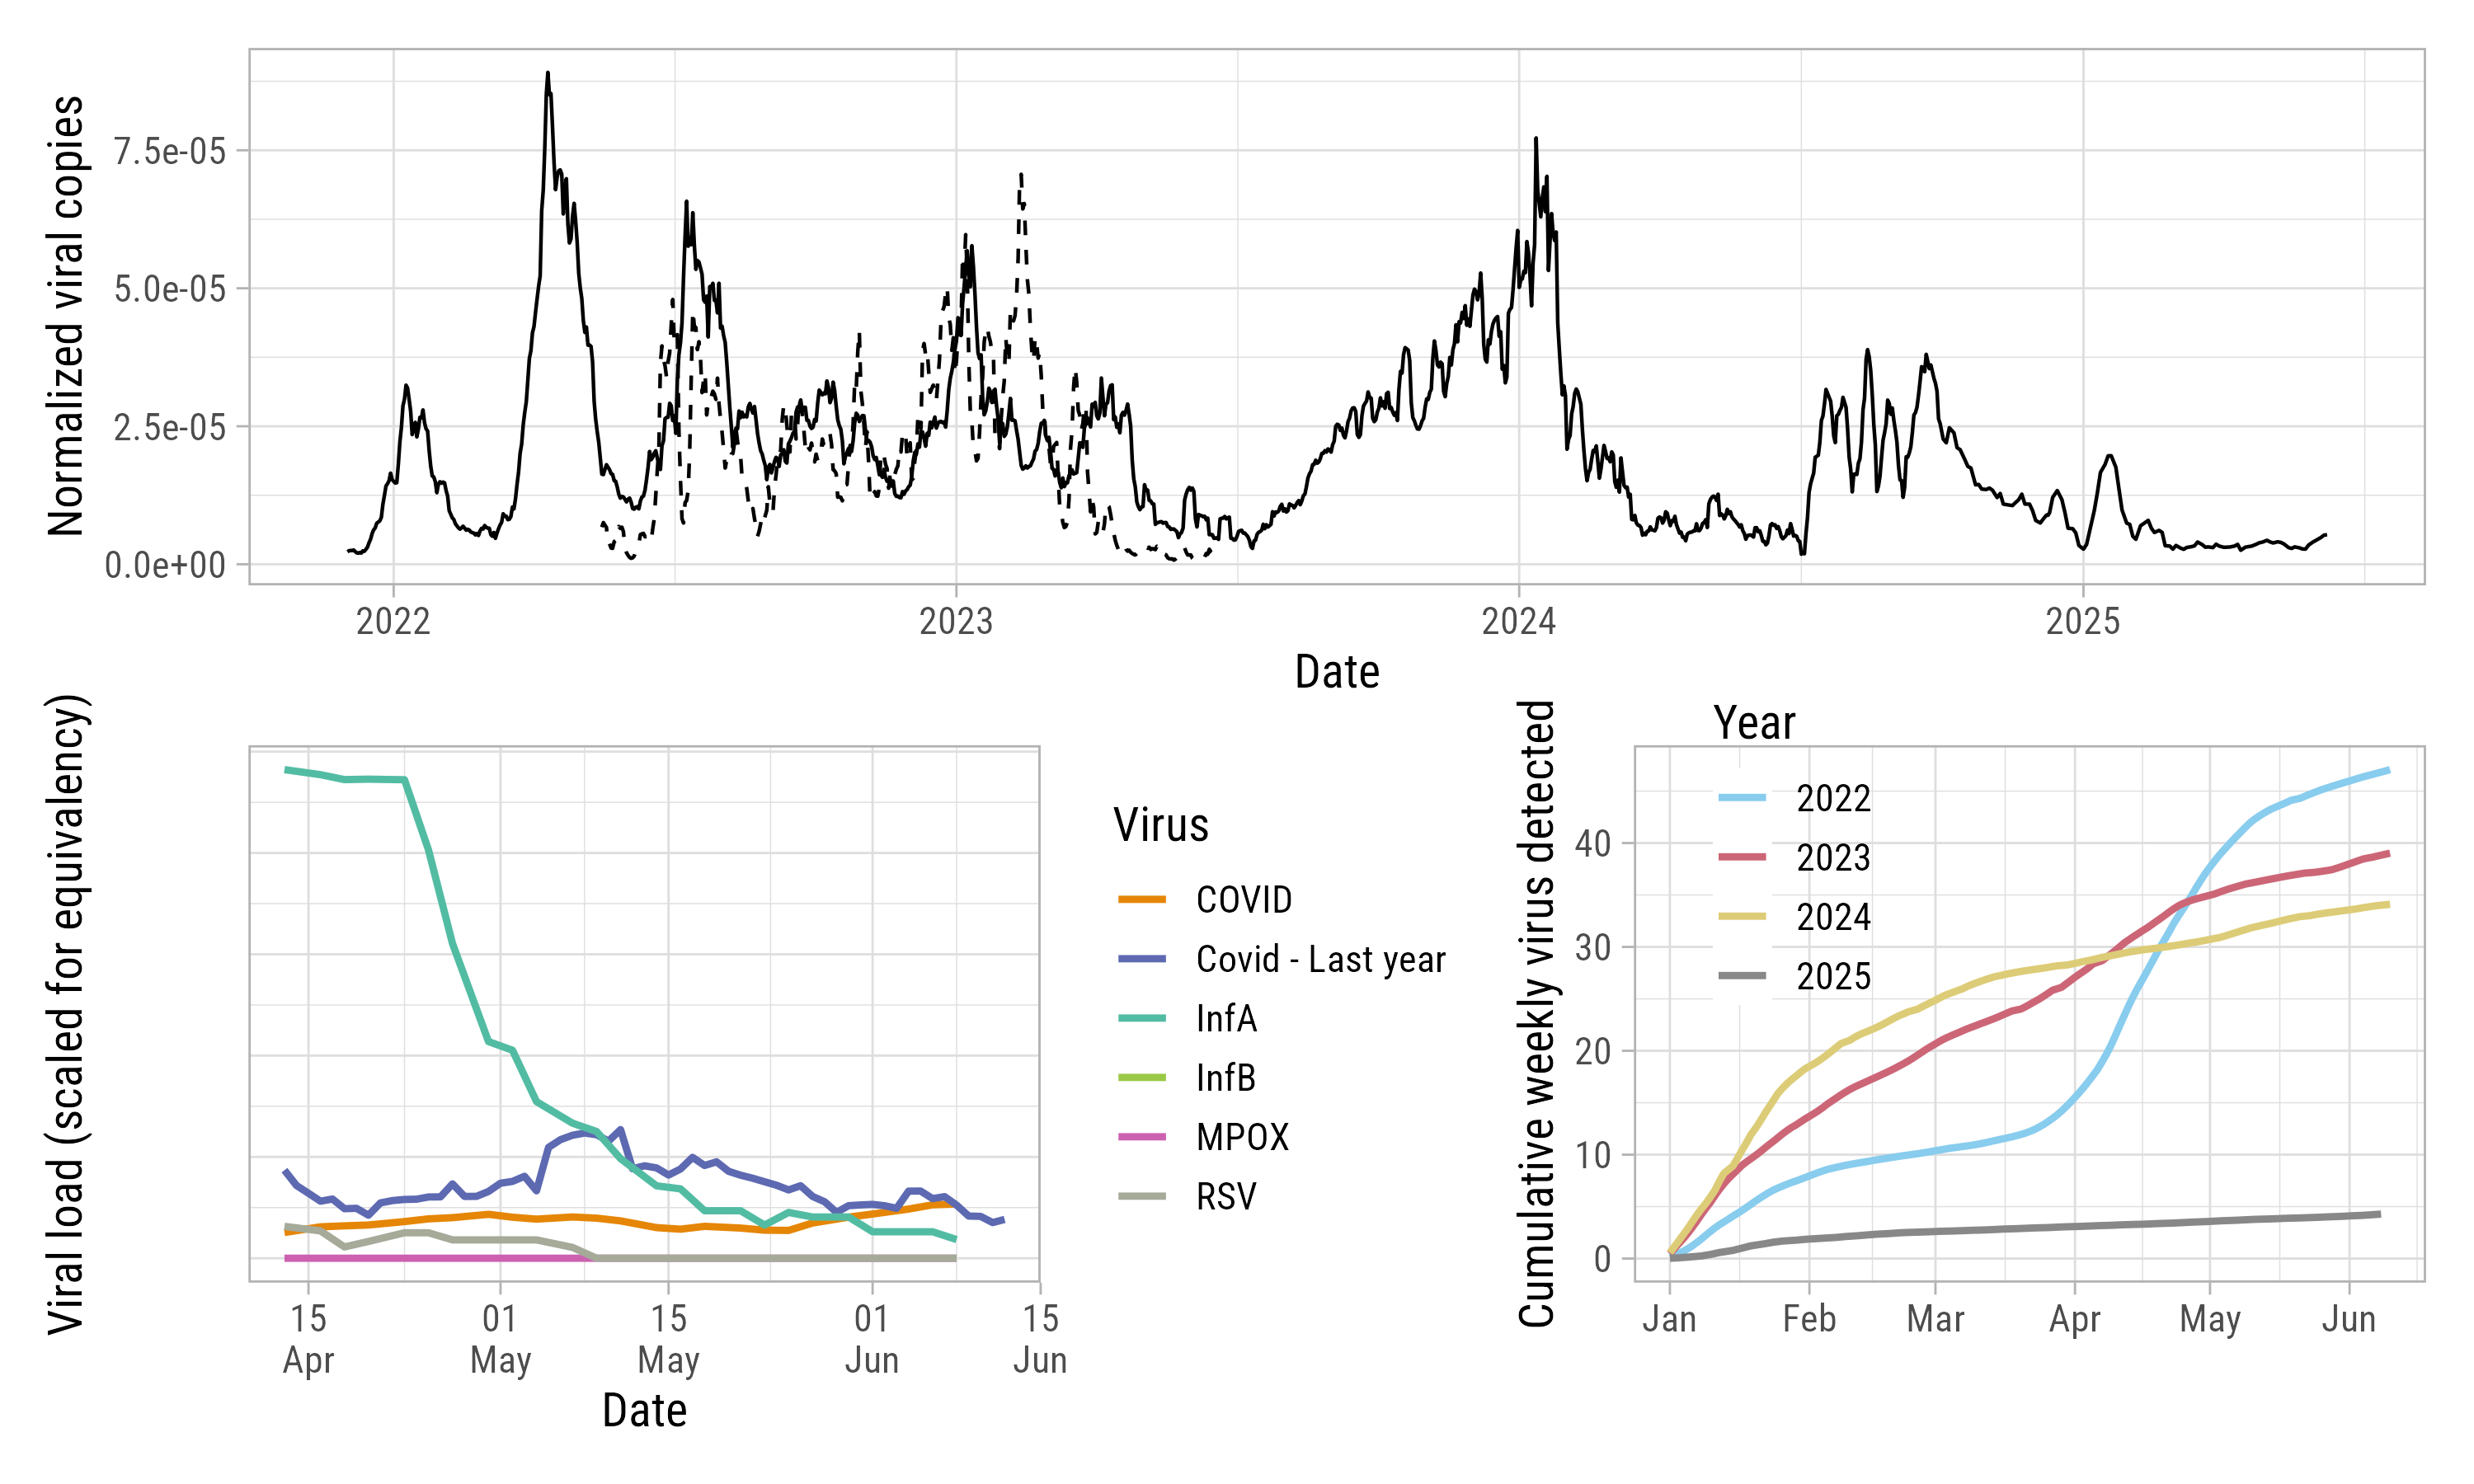 Normalized viral copies
7.5e-05
5.0e-05
2.5e-05
0.0e+00
2022
2023
2024
2025
Date
Viral load (scaled for equivalency)
15
Apr
01
May
15
May
01
Jun
15
Jun
Date
Virus
COVID
Covid - Last year
InfA
InfB
MPOX
RSV
Cumulative weekly virus detected
Year
2022
2023
2024
2025
40
30
20
10
0
Jan
Feb
Mar
Apr
May
Jun